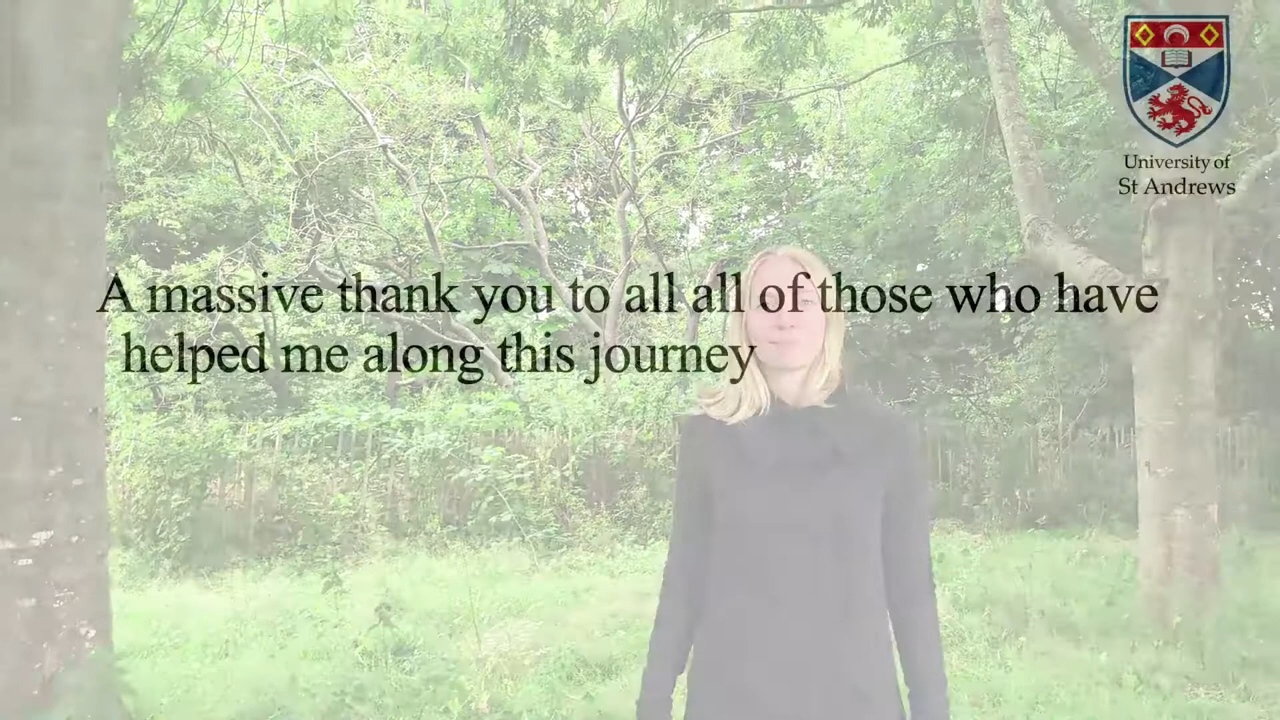 University of
St Andrews
A massive thank you to all all of those who have
helped me along this journey